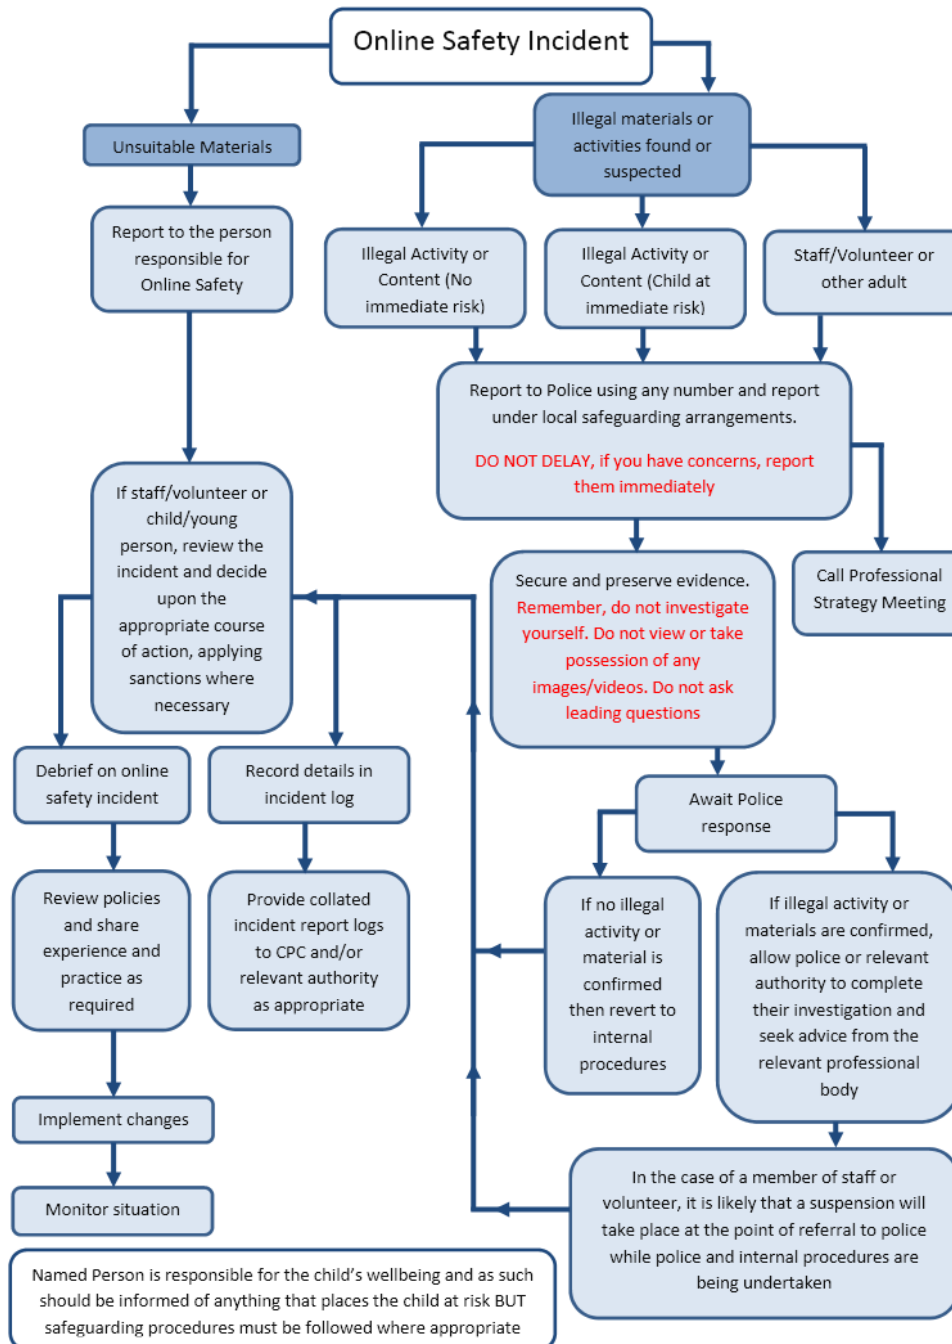 Online Safety Incident
Unsuitable Materials
Illegal materials or
activities found or
suspected
Report to the person
responsible for
Online Safety
Illegal Activity or
Content (No
immediate risk)
Illegal Activity or
Content (Child at
immediate risk)
Staff/Volunteer or
other adult
Report to Police using any number and report
under local safeguarding arrangements.
DO NOT DELAY, if you have concerns, report
them immediately
If staff/volunteer or
child/young
person, review the
incident and decide
upon the
appropriate course
of action, applying
sanctions where
necessary
Secure and preserve evidence.
Remember, do not investigate
yourself. Do not view or take
possession of any
images/videos. Do not ask
leading questions
Call Professional
Strategy Meeting
Debrief on online
safety incident
Record details in
incident log
Await Police
response
Review policies
and share
experience and
practice as
required
Provide collated
incident report logs
to CPC and/or
relevant authority
as appropriate
If no illegal
activity or
material is
confirmed
then revert to
internal
procedures
If illegal activity or
materials are confirmed,
allow police or relevant
authority to complete
their investigation and
seek advice from the
relevant professional
body
Implement changes
Monitor situation
In the case of a member of staff or
volunteer, it is likely that a suspension will
take place at the point of referral to police
while police and internal procedures are
being undertaken
Named Person is responsible for the child's wellbeing and as such
should be informed of anything that places the child at risk BUT
safeguarding procedures must be followed where appropriate